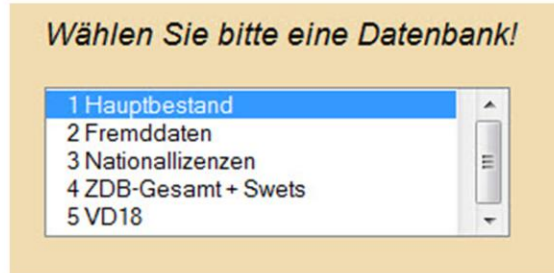 Wählen Sie bitte eine Datenbank!
1 Hauptbestand
2 Fremddaten
3 Nationallizenzen
4 ZDB-Gesamt + Swets
5 VD18